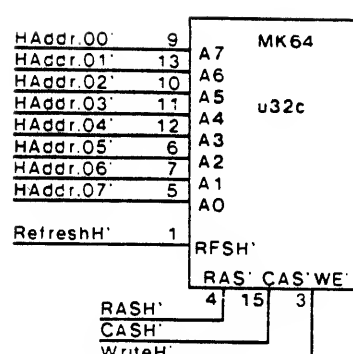 HAddr.00' 9 A7 MK64
HAddr.01' 13 A6
HAddr.02' 10 A5
HAddr.03' 11 A4 u32c
HAddr.04' 12 A3
HAddr.05' 6 A2
HAddr.06' 7 A1
HAddr.07' 5 A0
RefreshH' 1 RFSH'
RAS' CAS' WE'
RASH' 4 15 3
CASH'
WriteH'